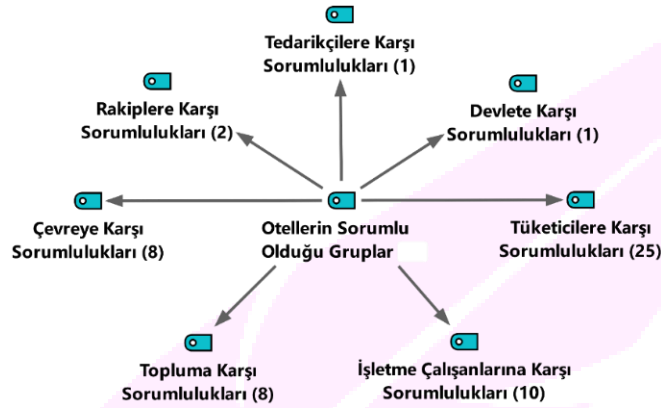 Tedarikçilere Karşı
Sorumlulukları (1)
Rakiplere Karşı
Sorumlulukları (2)
Devlete Karşı
Sorumlulukları (1)
Çevreye Karşı
Sorumlulukları (8)
Otellerin Sorumlu
Olduğu Gruplar
Tüketicilere Karşı
Sorumlulukları (25)
Topluma Karşı
Sorumlulukları (8)
İşletme Çalışanlarına Karşı
Sorumlulukları (10)